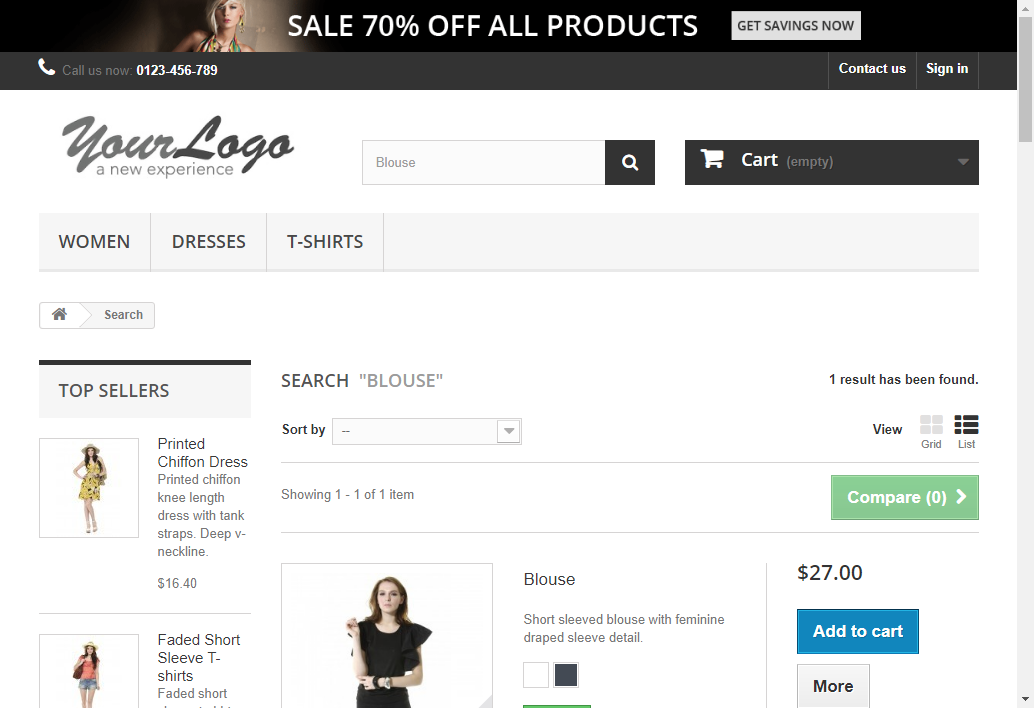 SALE 70% OFF ALL PRODUCTS
GET SAVINGS NOW
Call us now: 0123-456-789
Contact us
Sign in
YourLogo
a new experience
Blouse
Cart (empty)
WOMEN
DRESSES
T-SHIRTS
Search
TOP SELLERS
Printed
Chiffon Dress
Printed chiffon
knee length
dress with tank
straps. Deep v-
neckline.
$16.40
Faded Short
Sleeve T-
shirts
Faded short
SEARCH "BLOUSE"
1 result has been found.
Sort by
--
View
Grid
List
Showing 1 - 1 of 1 item
Compare (0)
Blouse
Short sleeved blouse with feminine
draped sleeve detail.
$27.00
Add to cart
More